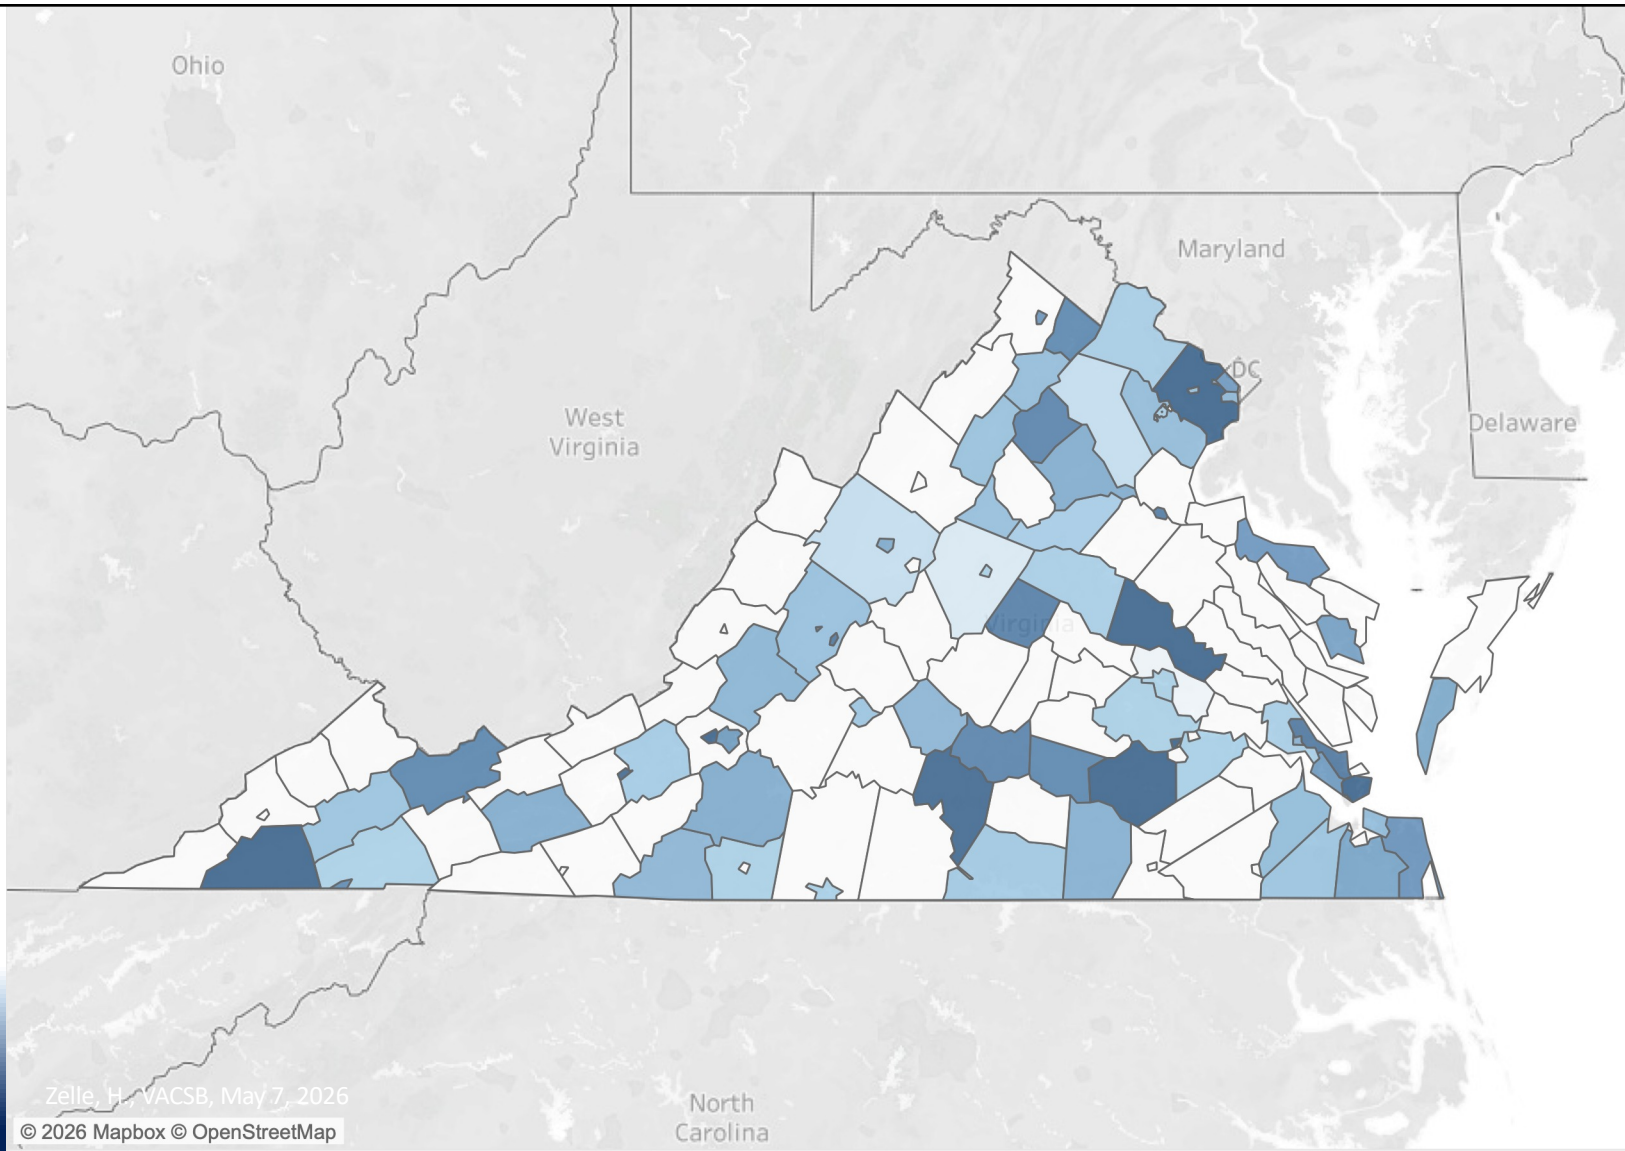 Ohio
Maryland
DC
West
Virginia
Delaware
Virginia
Zelle, H., VACSB, May 7, 2026
© 2026 Mapbox © OpenStreetMap
North
Carolina